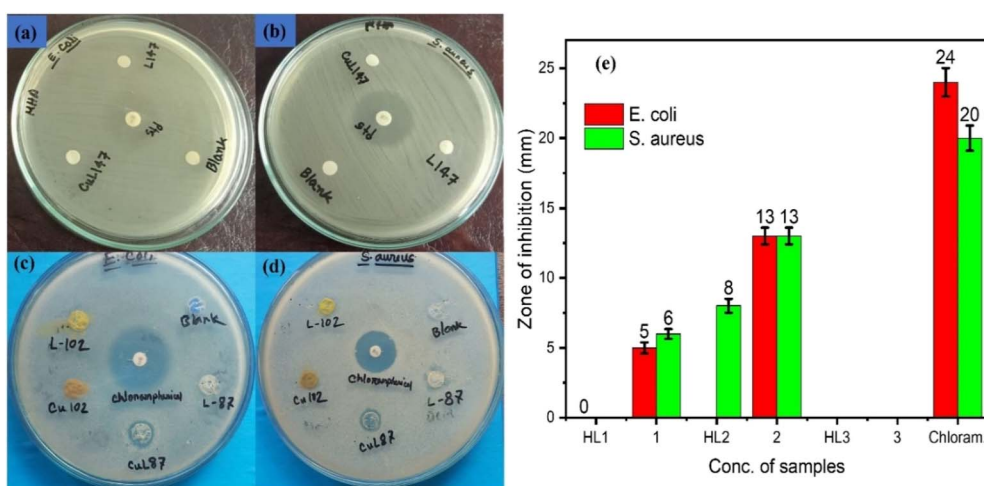 (a)
E. coli
L147
MHA
Std
CuL147
Blank
(b)
MHA
S. aureus
CuL147
Std
Blank
L147
(c)
E. coli
L-102
Blank
Chloramphenicol
Cu102
L-87
CuL87
(d)
S. aureus
L-102
Blank
Chloramphenicol
Cu102
L-87
CuL87
(e)
E. coli
S. aureus
Zone of inhibition (mm)
25
20
15
10
5
0
0
5
6
8
13
13
24
20
HL1 1 HL2 2 HL3 3 Chloram.
Conc. of samples